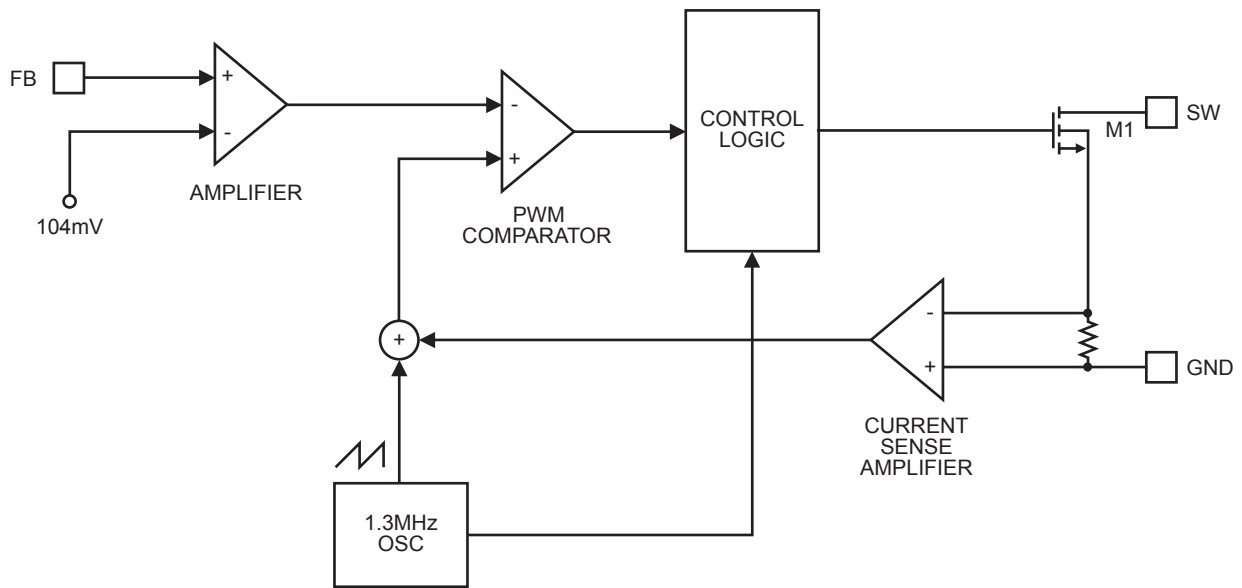 FB
+
-
AMPLIFIER
104mV
-
+
PWM
COMPARATOR
CONTROL
LOGIC
M1
SW
+
-
+
GND
CURRENT
SENSE
AMPLIFIER
1.3MHz
OSC